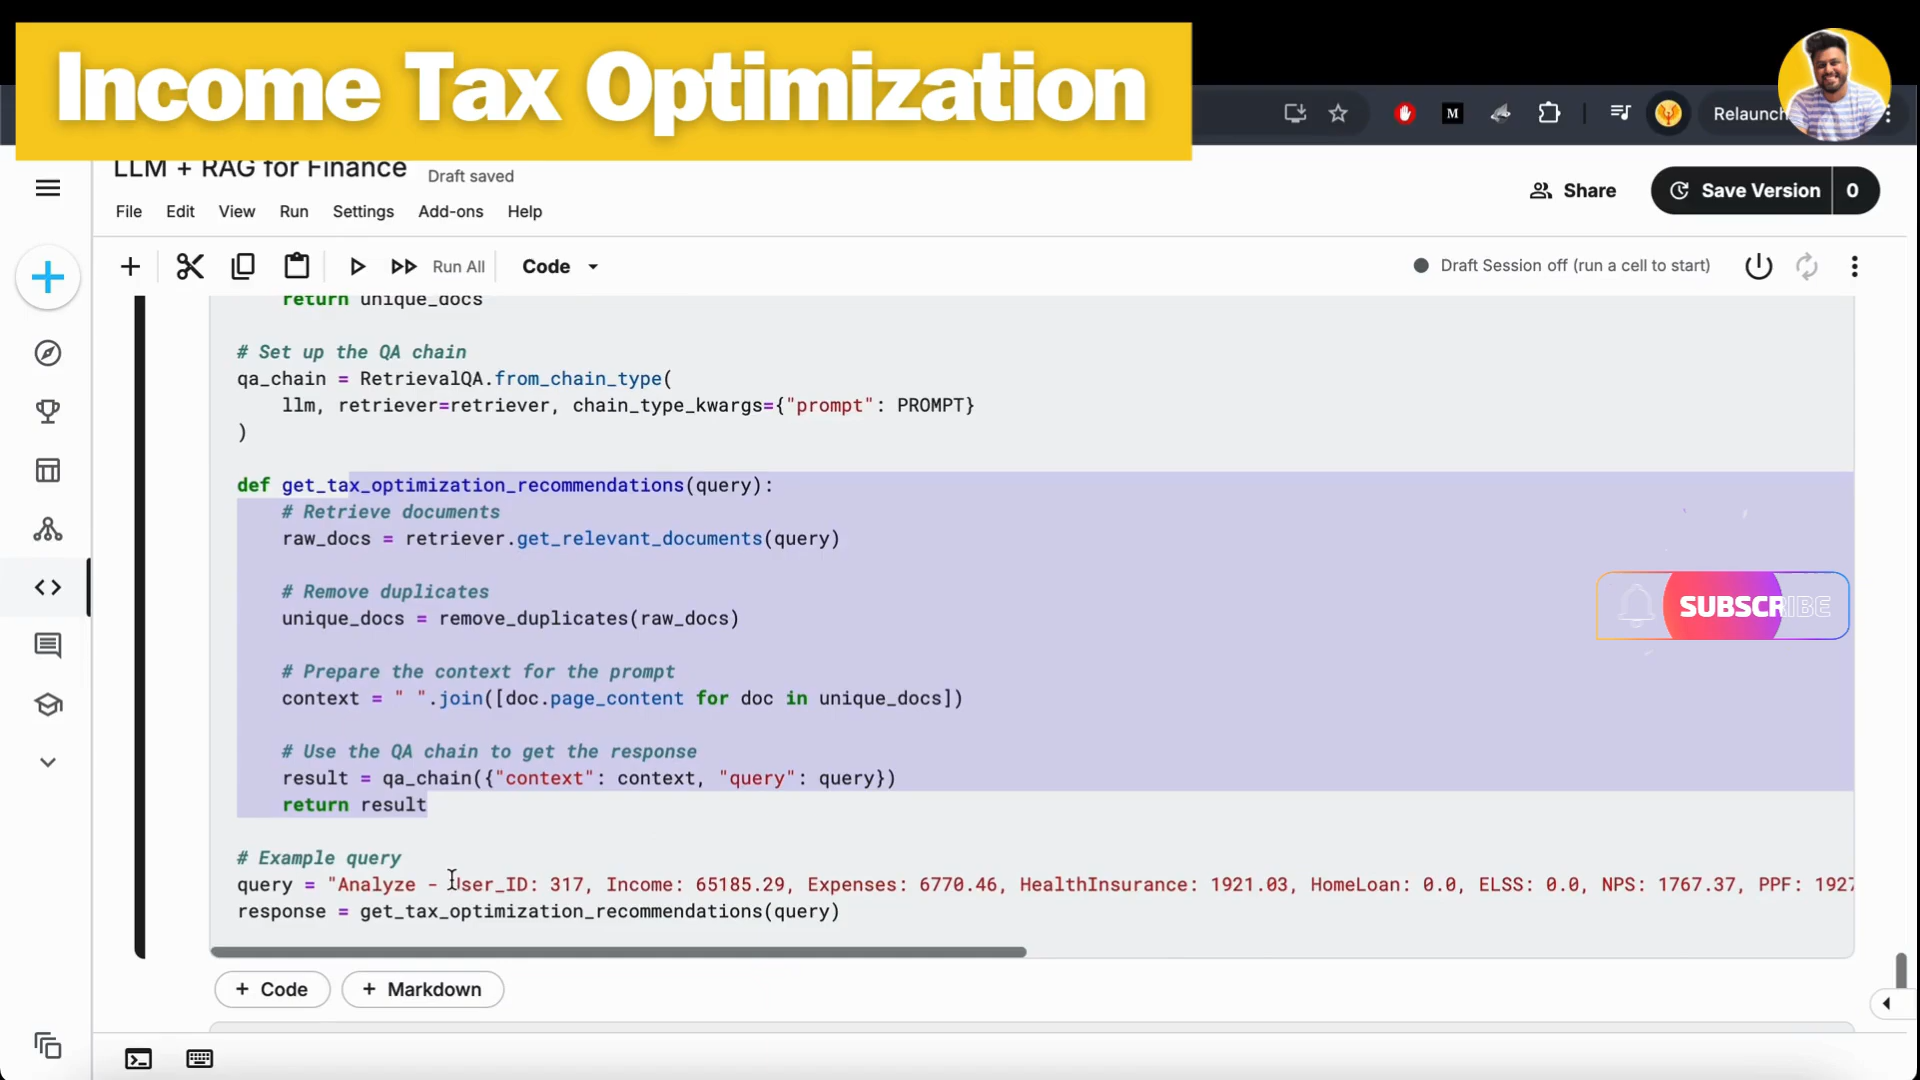 Income Tax Optimization
M
Relaunch
LLM + RAG for Finance
Draft saved
File Edit View Run Settings Add-ons Help
Share
Save Version 0
Run All
Code
Draft Session off (run a cell to start)
return unique_docs
# Set up the QA chain
qa_chain = RetrievalQA.from_chain_type(
llm, retriever=retriever, chain_type_kwargs={"prompt": PROMPT}
)
def get_tax_optimization_recommendations(query):
# Retrieve documents
raw_docs = retriever.get_relevant_documents(query)
# Remove duplicates
unique_docs = remove_duplicates(raw_docs)
# Prepare the context for the prompt
context = " ".join([doc.page_content for doc in unique_docs])
# Use the QA chain to get the response
result = qa_chain({"context": context, "query": query})
return result
SUBSCRIBE
# Example query
query = "Analyze - User_ID: 317, Income: 65185.29, Expenses: 6770.46, HealthInsurance: 1921.03, HomeLoan: 0.0, ELSS: 0.0, NPS: 1767.37, PPF: 1927
response = get_tax_optimization_recommendations(query)
+ Code
+ Markdown